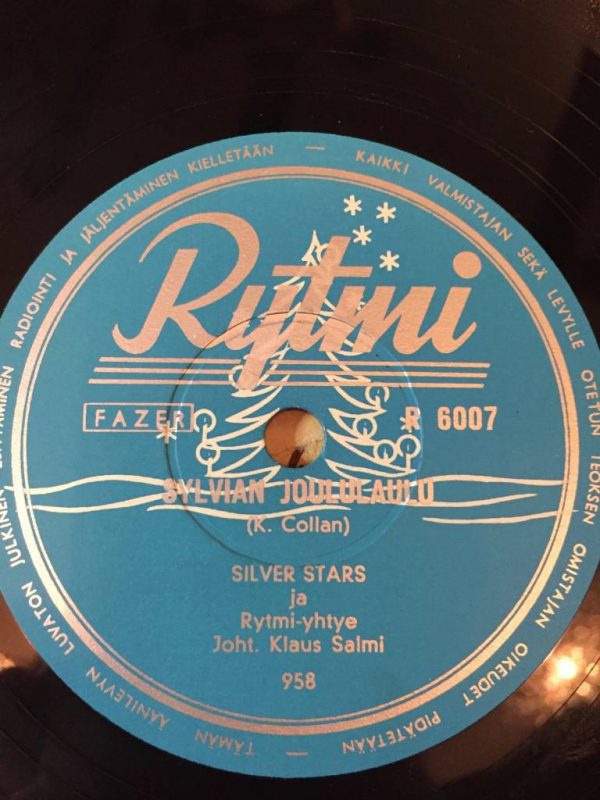 KAIKKI VALMISTAJAN SEKÄ LEVYLLE OTETUN TEOKSEN OMISTAJAN OIKEUDET PIDÄTETÄÄN — TÄMÄN ÄÄNILEVYN LUVATON JULKINEN ESITTÄMINEN RADIOINTI JA JÄLJENTÄMINEN KIELLETÄÄN —
Rytmi
FAZER R 6007
SYLVIAN JOULULAULU
(K. Collan)
SILVER STARS
ja
Rytmi-yhtye
Joht. Klaus Salmi
958